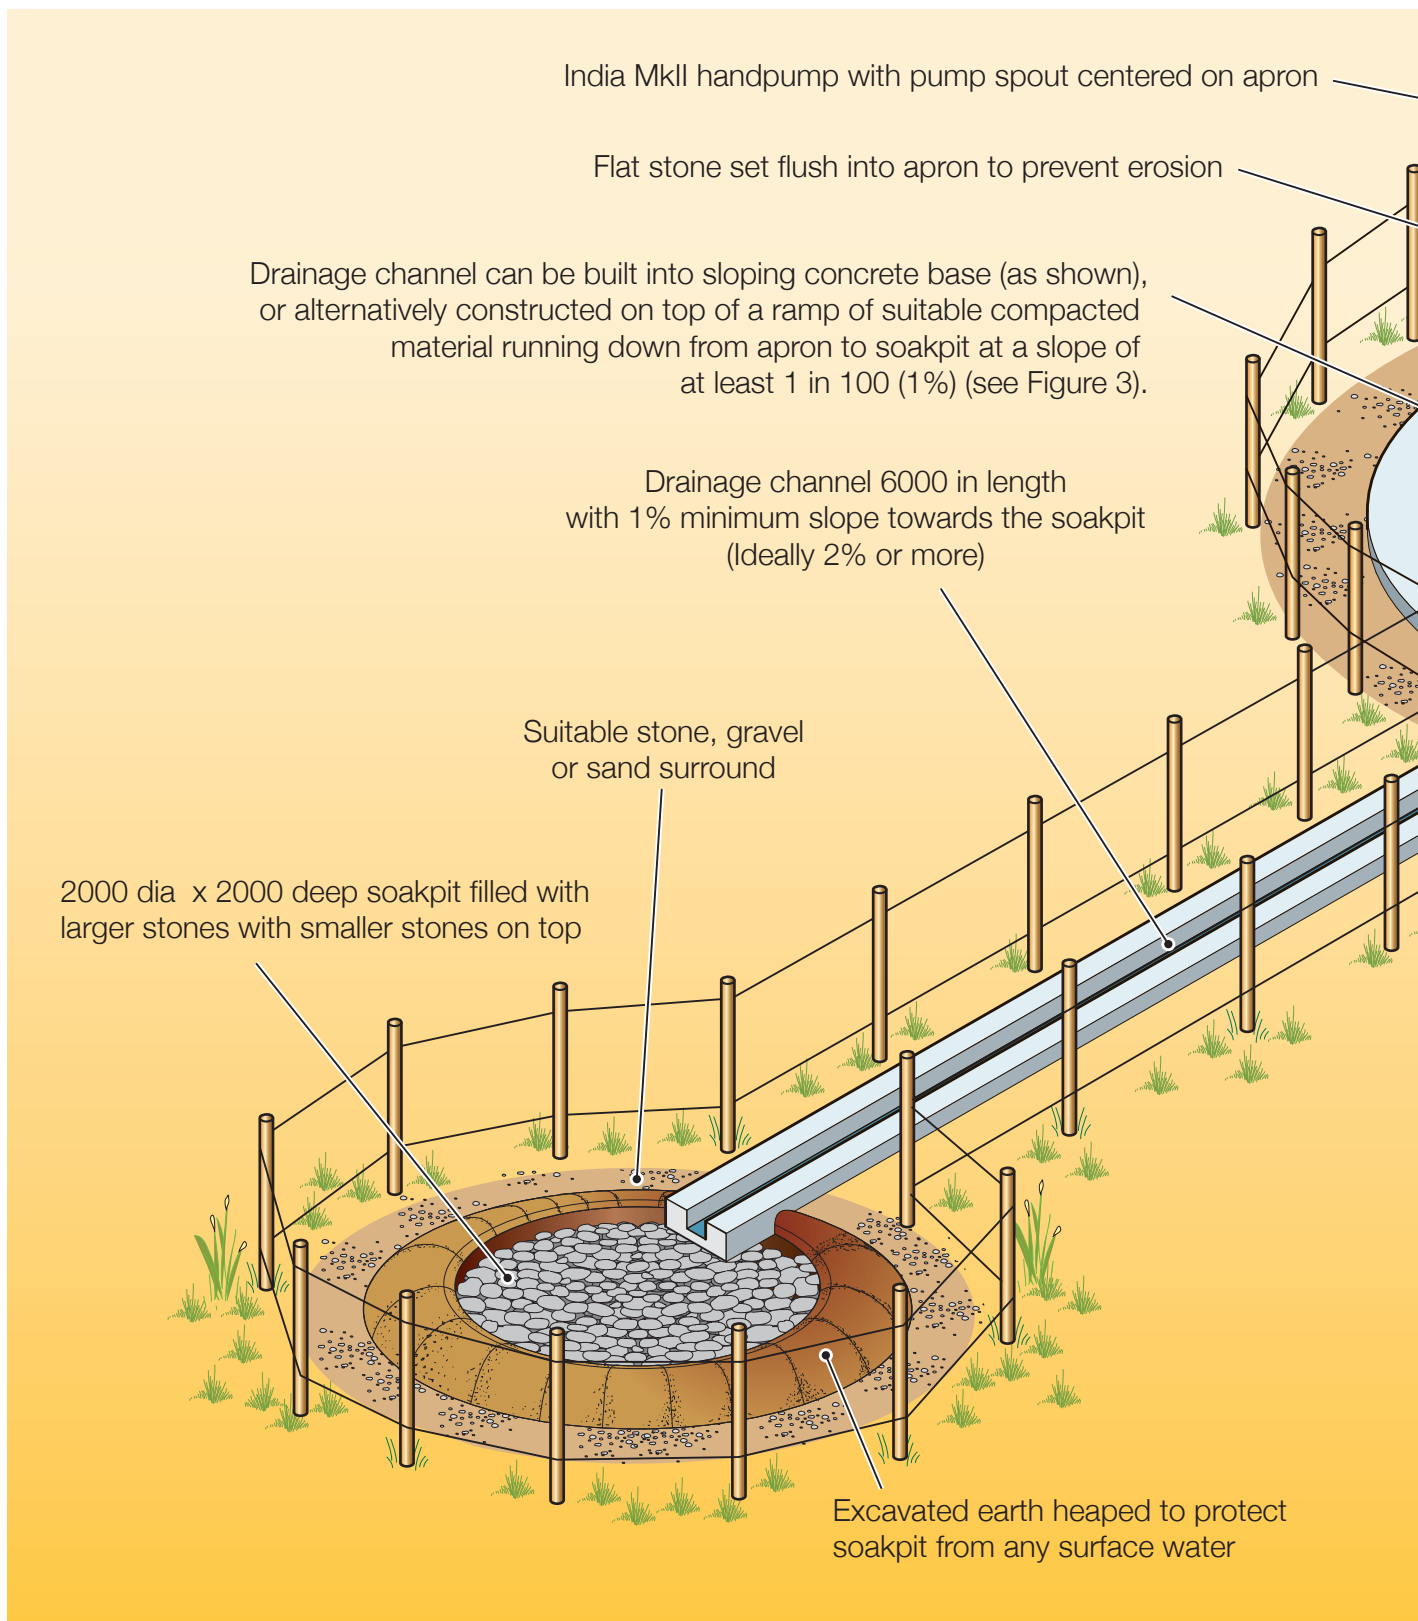 India MkII handpump with pump spout centered on apron
Flat stone set flush into apron to prevent erosion
Drainage channel can be built into sloping concrete base (as shown),
or alternatively constructed on top of a ramp of suitable compacted
material running down from apron to soakpit at a slope of
at least 1 in 100 (1%) (see Figure 3).
Drainage channel 6000 in length
with 1% minimum slope towards the soakpit
(Ideally 2% or more)
Suitable stone, gravel
or sand surround
2000 dia x 2000 deep soakpit filled with
larger stones with smaller stones on top
Excavated earth heaped to protect
soakpit from any surface water